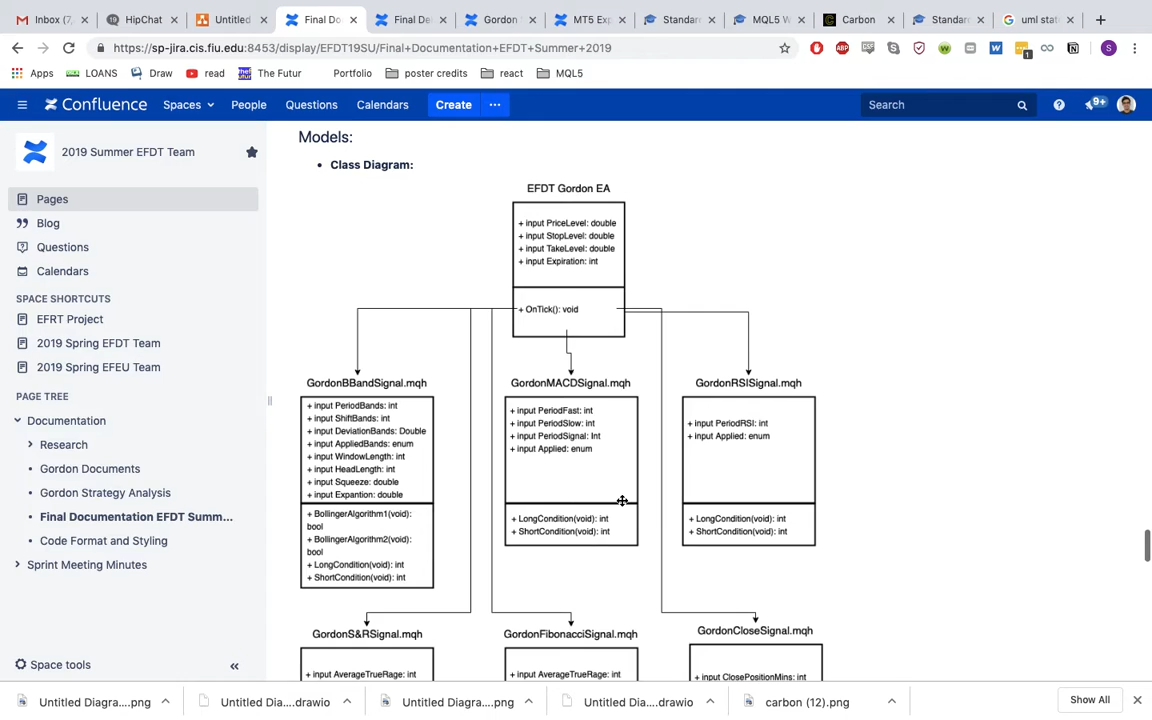 Inbox (7,
HipChat
Untitled
Final Do
Final De
Gordon S
MT5 Exp
Standar
MQL5 W
Carbon
Standar
uml stat
https://sp-jira.cis.fiu.edu:8453/display/EFDT19SU/Final+Documentation+EFDT+Summer+2019
Apps
LOANS
Draw
read
The Futur
Portfolio
poster credits
react
MQL5
Confluence
Spaces
People
Questions
Calendars
Create
Search
9+
2019 Summer EFDT Team
Pages
Blog
Questions
Calendars
SPACE SHORTCUTS
EFRT Project
2019 Spring EFDT Team
2019 Spring EFEU Team
PAGE TREE
Documentation
Research
Gordon Documents
Gordon Strategy Analysis
Final Documentation EFDT Summ...
Code Format and Styling
Sprint Meeting Minutes
Space tools
Models:
Class Diagram:
EFDT Gordon EA
+ input PriceLevel: double
+ input StopLevel: double
+ input TakeLevel: double
+ input Expiration: int
+ OnTick(): void
GordonBBandSignal.mqh
+ input PeriodBands: int
+ input ShiftBands: int
+ input DeviationBands: Double
+ input AppliedBands: enum
+ input WindowLength: int
+ input HeadLength: int
+ input Squeeze: double
+ input Expantion: double
+ BollingerAlgorithm1(void):
bool
+ BollingerAlgorithm2(void):
bool
+ LongCondition(void): int
+ ShortCondition(void): int
GordonMACDSignal.mqh
+ input PeriodFast: int
+ input PeriodSlow: int
+ input PeriodSignal: Int
+ input Applied: enum
+ LongCondition(void): int
+ ShortCondition(void): int
GordonRSISignal.mqh
+ input PeriodRSI: int
+ input Applied: enum
+ LongCondition(void): int
+ ShortCondition(void): int
GordonS&RSignal.mqh
+ input AverageTrueRage: int
GordonFibonacciSignal.mqh
+ input AverageTrueRage: int
GordonCloseSignal.mqh
+ input ClosePositionMins: int
Untitled Diagra....png
Untitled Dia....drawio
Untitled Diagra....png
Untitled Dia....drawio
carbon (12).png
Show All